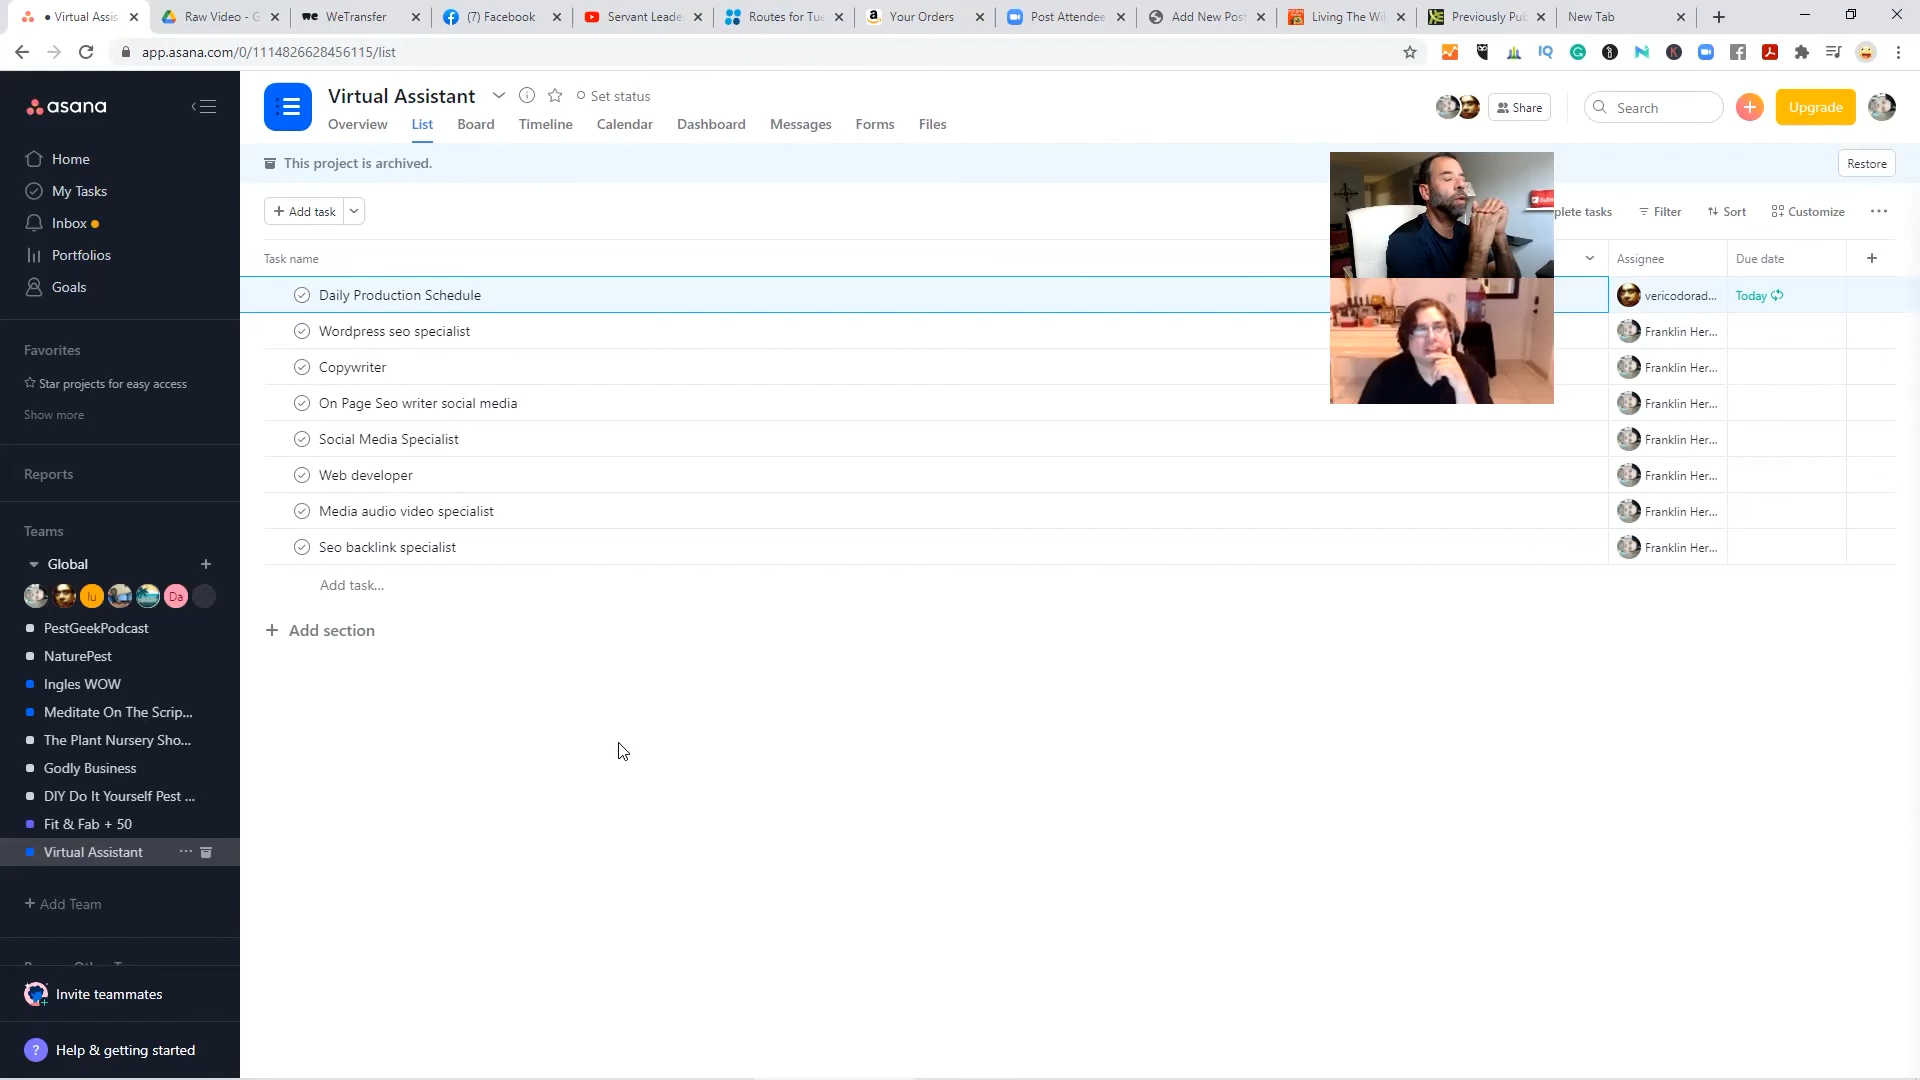 • Virtual Assis
Raw Video - G
WeTransfer
(7) Facebook
Servant Leade
Routes for Tue
Your Orders
Post Attendee
Add New Post
Living The Wil
Previously Pub
New Tab
app.asana.com/0/1114826628456115/list
asana
Home
My Tasks
Inbox
Portfolios
Goals
Favorites
Star projects for easy access
Show more
Reports
Teams
Global
Iu
Da
PestGeekPodcast
NaturePest
Ingles WOW
Meditate On The Scrip...
The Plant Nursery Sho...
Godly Business
DIY Do It Yourself Pest ...
Fit & Fab + 50
Virtual Assistant
+ Add Team
Invite teammates
? Help & getting started
Virtual Assistant
Set status
Overview
List
Board
Timeline
Calendar
Dashboard
Messages
Forms
Files
Share
Search
Upgrade
This project is archived.
Restore
+ Add task
plete tasks
Filter
Sort
Customize
Task name
Assignee
Due date
Daily Production Schedule
vericodorad...
Today
Wordpress seo specialist
Franklin Her...
Copywriter
Franklin Her...
On Page Seo writer social media
Franklin Her...
Social Media Specialist
Franklin Her...
Web developer
Franklin Her...
Media audio video specialist
Franklin Her...
Seo backlink specialist
Franklin Her...
Add task...
+ Add section